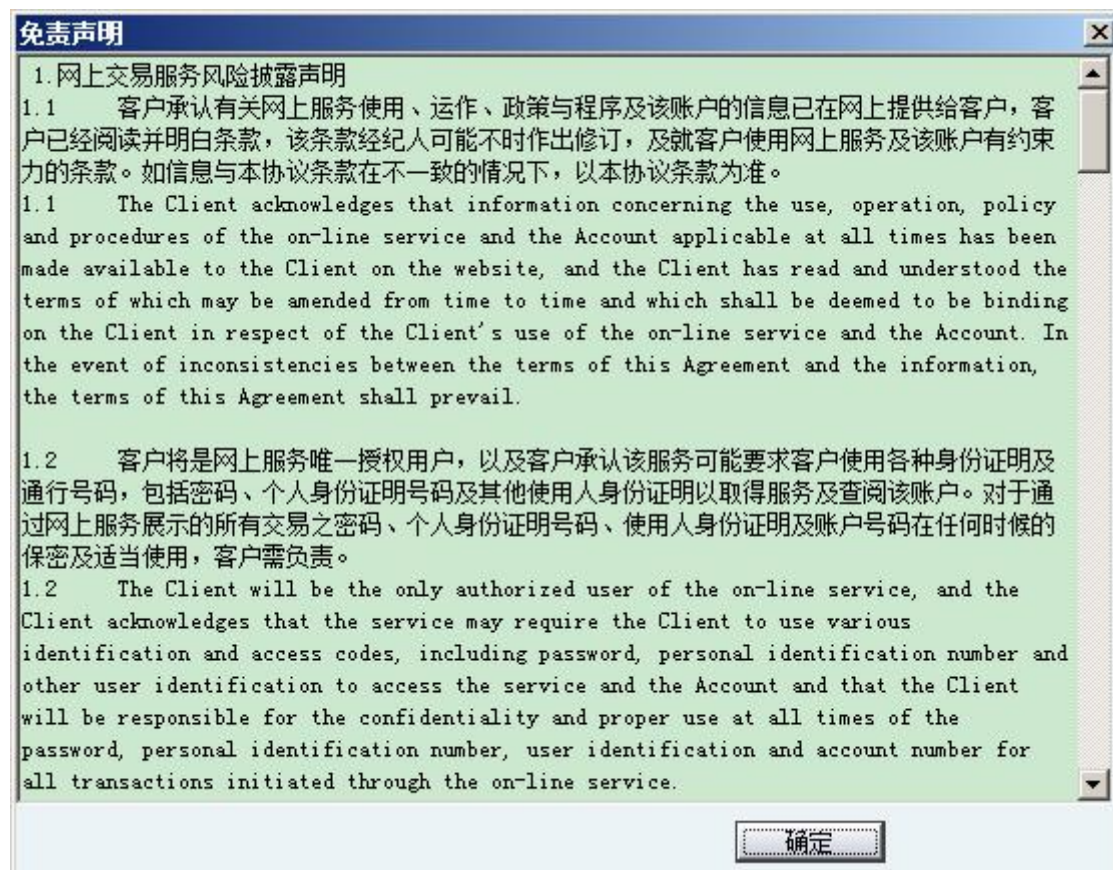 免责声明
1.网上交易服务风险披露声明
1.1 客户承认有关网上服务使用、运作、政策与程序及该账户的信息已在网上提供给客户，客
户已经阅读并明白条款，该条款经纪人可能不时作出修订，及就客户使用网上服务及该账户有约束
力的条款。如信息与本协议条款在不一致的情况下，以本协议条款为准。
1.1 The Client acknowledges that information concerning the use, operation, policy
and procedures of the on-line service and the Account applicable at all times has been
made available to the Client on the website, and the Client has read and understood the
terms of which may be amended from time to time and which shall be deemed to be binding
on the Client in respect of the Client's use of the on-line service and the Account. In
the event of inconsistencies between the terms of this Agreement and the information,
the terms of this Agreement shall prevail.
1.2 客户将是网上服务唯一授权用户，以及客户承认该服务可能要求客户使用各种身份证明及
通行号码，包括密码、个人身份证明号码及其他使用人身份证明以取得服务及查阅该账户。对于通
过网上服务展示的所有交易之密码、个人身份证明号码、使用人身份证明及账户号码在任何时候的
保密及适当使用，客户需负责。
1.2 The Client will be the only authorized user of the on-line service, and the
Client acknowledges that the service may require the Client to use various
identification and access codes, including password, personal identification number and
other user identification to access the service and the Account and that the Client
will be responsible for the confidentiality and proper use at all times of the
password, personal identification number, user identification and account number for
all transactions initiated through the on-line service.
确定